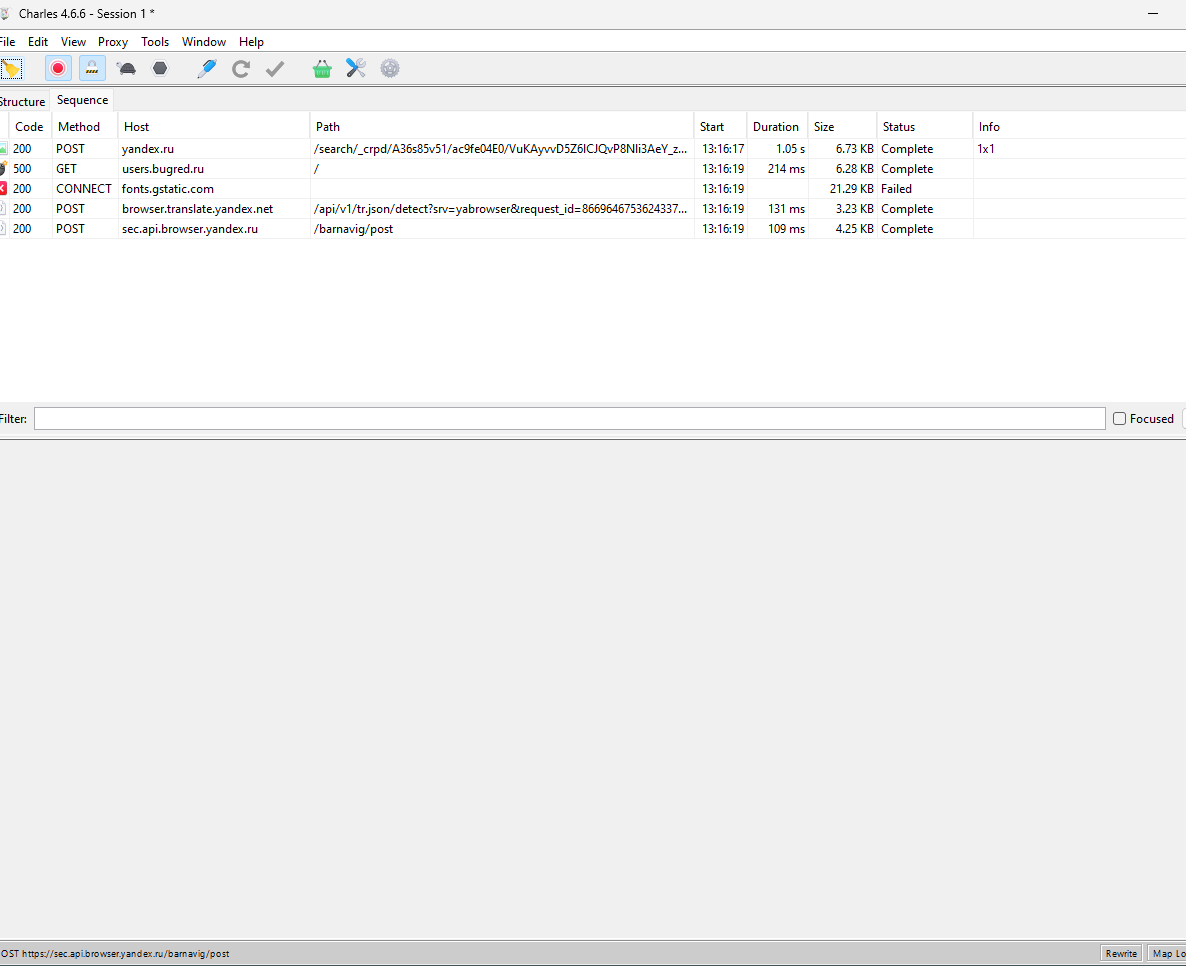 Charles 4.6.6 - Session 1 *
File Edit View Proxy Tools Window Help
Structure Sequence
Code Method Host Path Start Duration Size Status Info
200 POST yandex.ru /search/_crpd/A36s85v51/ac9fe04E0/VuKAyvvD5Z6ICJQvP8NIi3AeY_z... 13:16:17 1.05 s 6.73 KB Complete 1x1
500 GET users.bugred.ru / 13:16:19 214 ms 6.28 KB Complete
200 CONNECT fonts.gstatic.com 13:16:19 21.29 KB Failed
200 POST browser.translate.yandex.net /api/v1/tr.json/detect?srv=yabrowser&request_id=8669646753624337... 13:16:19 131 ms 3.23 KB Complete
200 POST sec.api.browser.yandex.ru /barnavig/post 13:16:19 109 ms 4.25 KB Complete
Filter: Focused
OST https://sec.api.browser.yandex.ru/barnavig/post Rewrite Map Lo